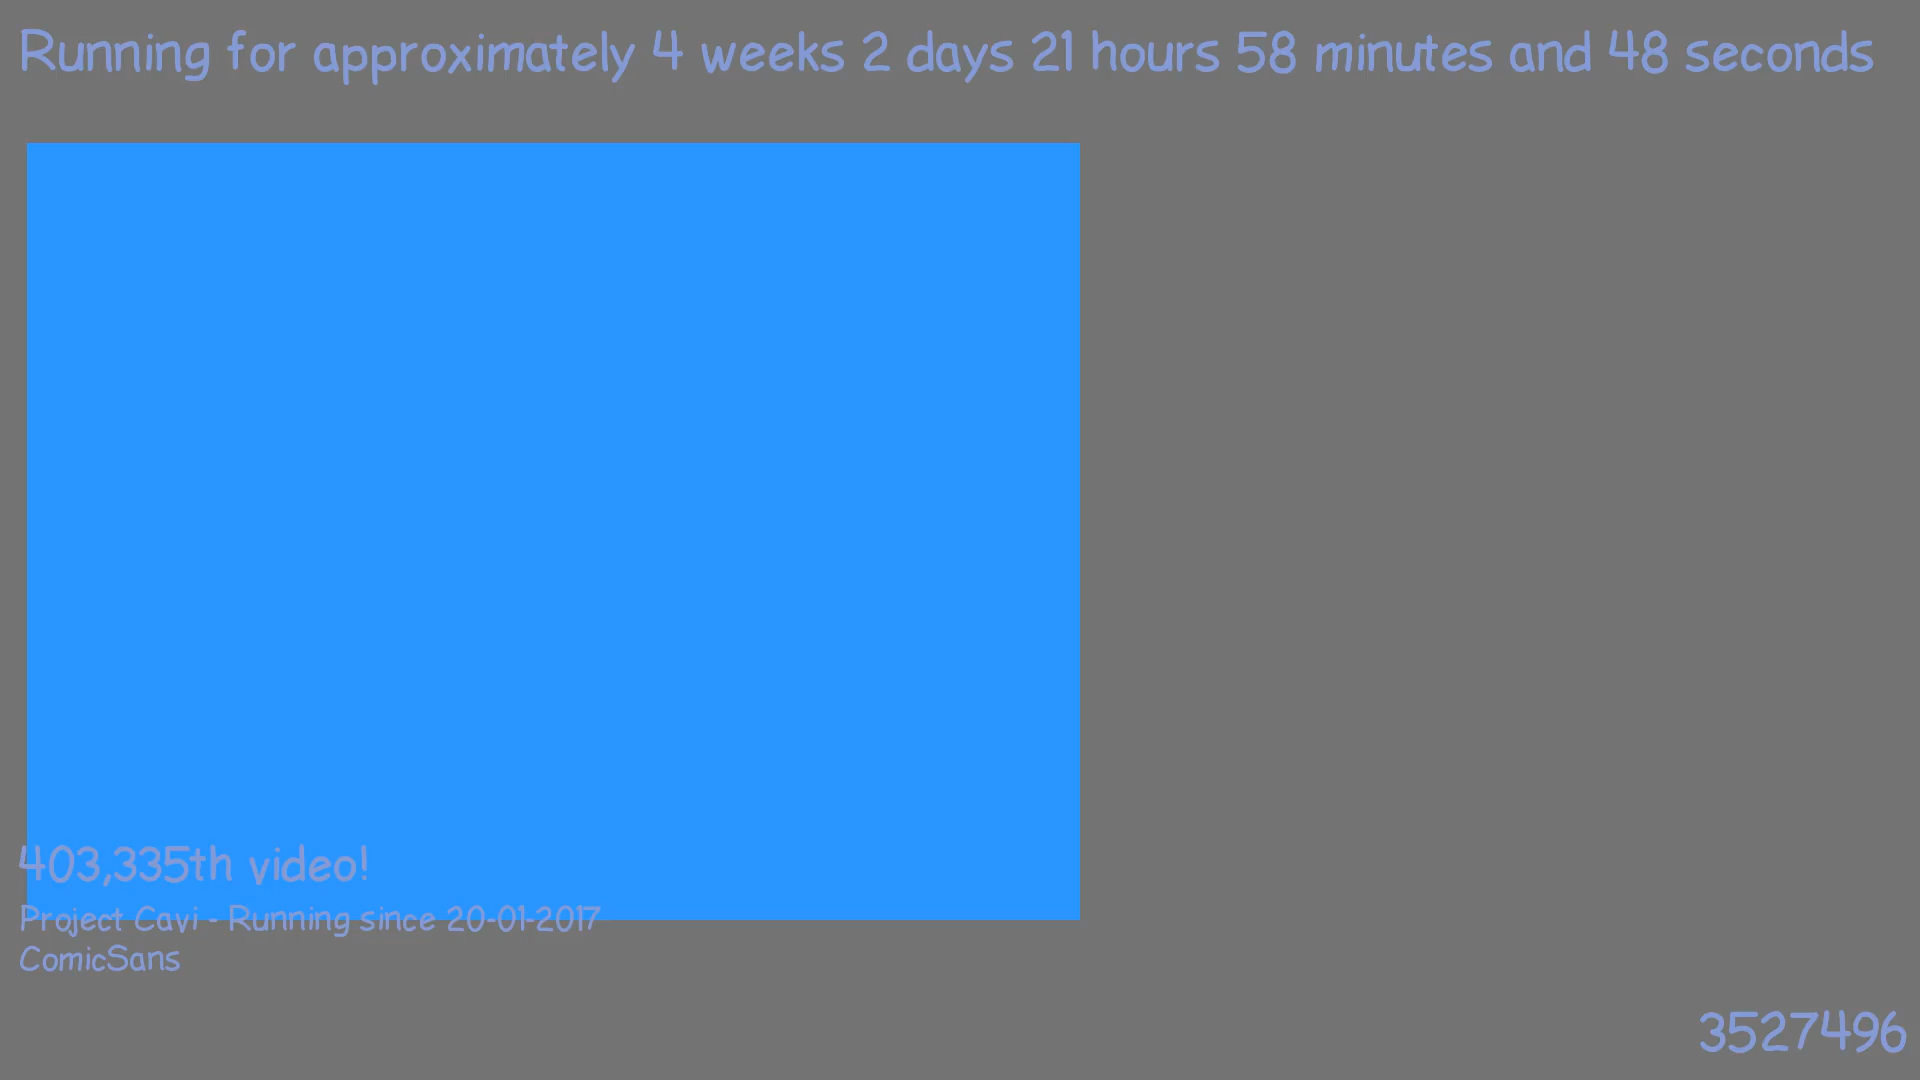 Running for approximately 4 weeks 2 days 21 hours 58 minutes and 48 seconds
403,335th video!
Project Cavi - Running since 20-01-2017
ComicSans
3527496